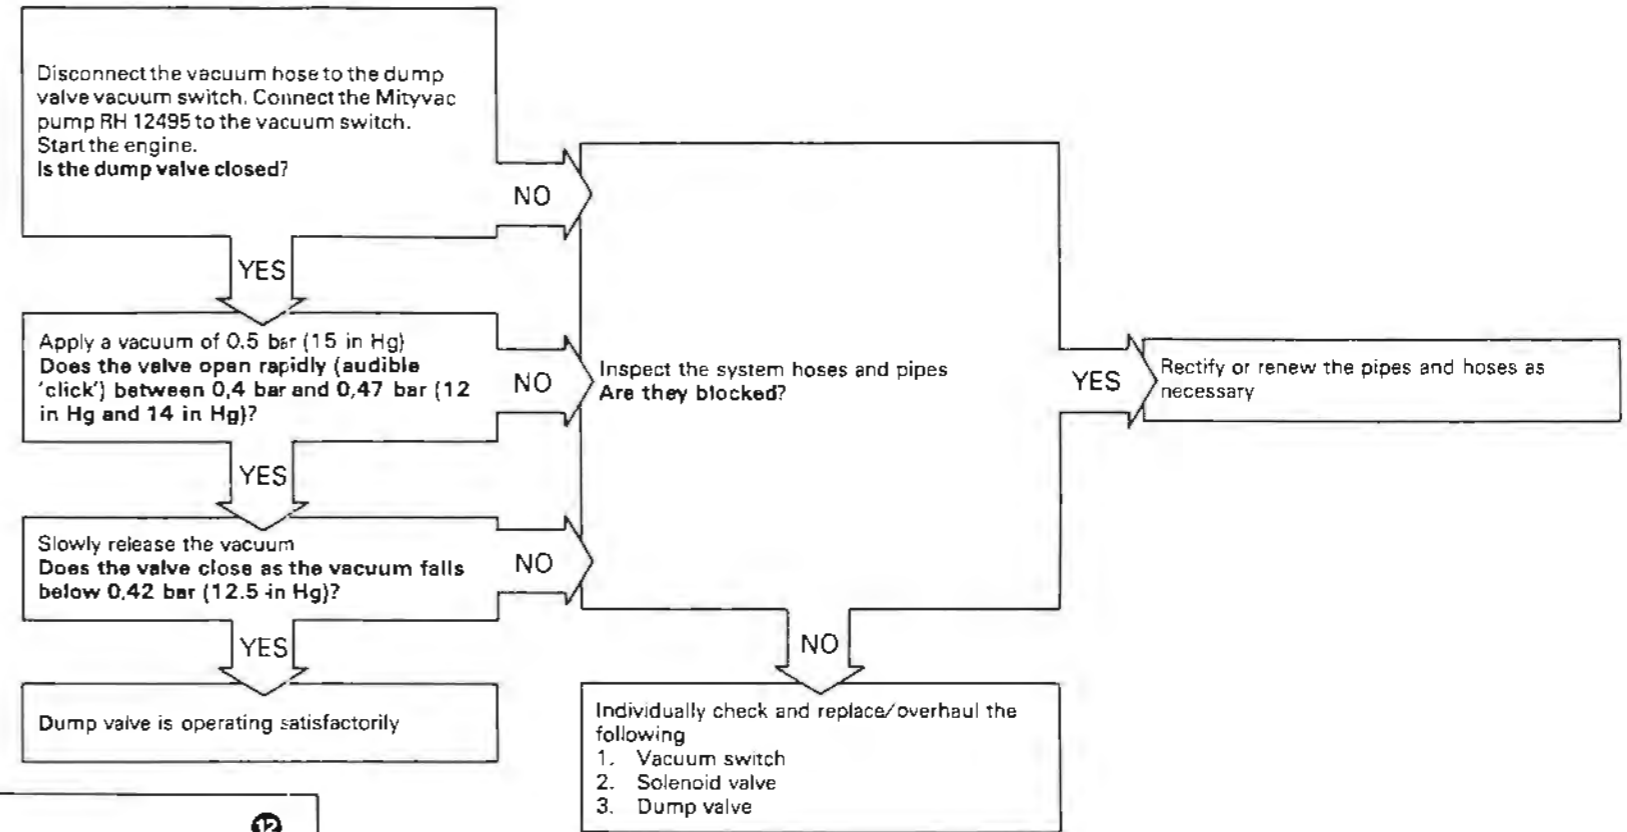 Disconnect the vacuum hose to the dump
valve vacuum switch. Connect the Mityvac
pump RH 12495 to the vacuum switch.
Start the engine.
Is the dump valve closed?
NO
YES
Apply a vacuum of 0.5 bar (15 in Hg)
Does the valve open rapidly (audible
'click') between 0,4 bar and 0,47 bar (12
in Hg and 14 in Hg)?
NO
YES
Slowly release the vacuum
Does the valve close as the vacuum falls
below 0,42 bar (12.5 in Hg)?
NO
YES
Dump valve is operating satisfactorily
Inspect the system hoses and pipes
Are they blocked?
YES
Rectify or renew the pipes and hoses as
necessary
NO
Individually check and replace/overhaul the
following
1. Vacuum switch
2. Solenoid valve
3. Dump valve
12